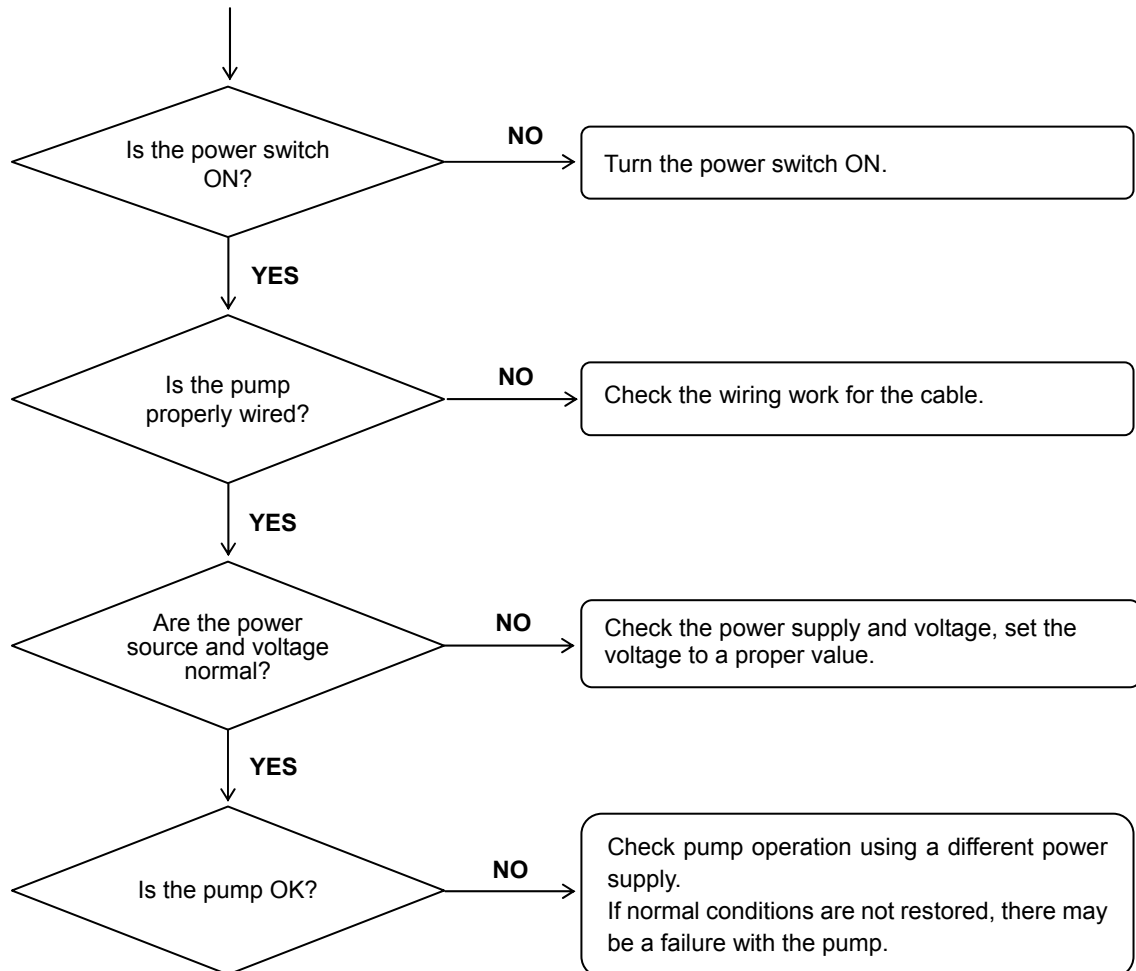 Is the power switch
ON?
NO
Turn the power switch ON.
YES
Is the pump
properly wired?
NO
Check the wiring work for the cable.
YES
Are the power
source and voltage
normal?
NO
Check the power supply and voltage, set the
voltage to a proper value.
YES
Is the pump OK?
NO
Check pump operation using a different power
supply.
If normal conditions are not restored, there may
be a failure with the pump.